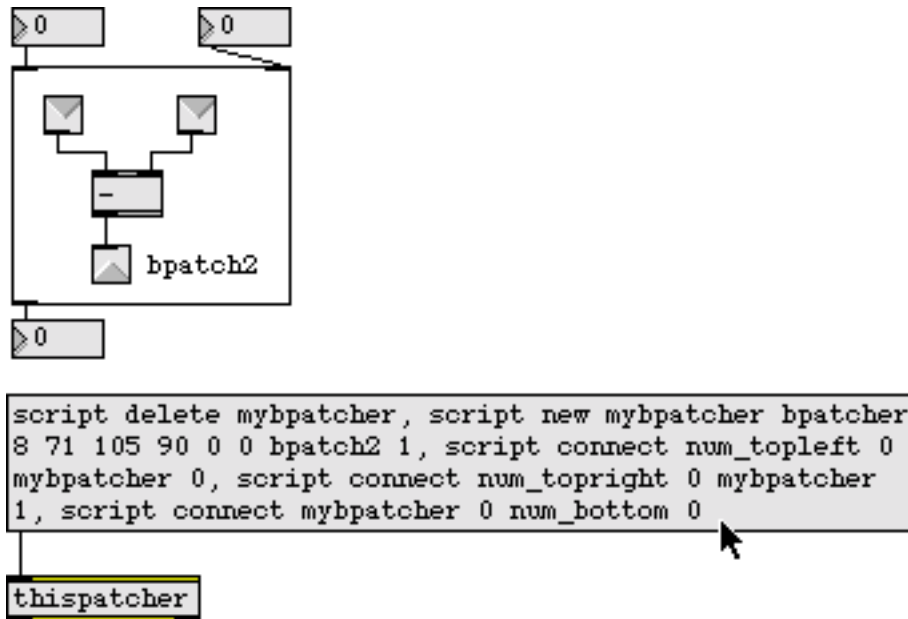 0
0
-
bpatch2
0
script delete mybpatcher, script new mybpatcher bpatcher
8 71 105 90 0 0 bpatch2 1, script connect num_topleft 0
mybpatcher 0, script connect num_topright 0 mybpatcher
1, script connect mybpatcher 0 num_bottom 0
thispatcher